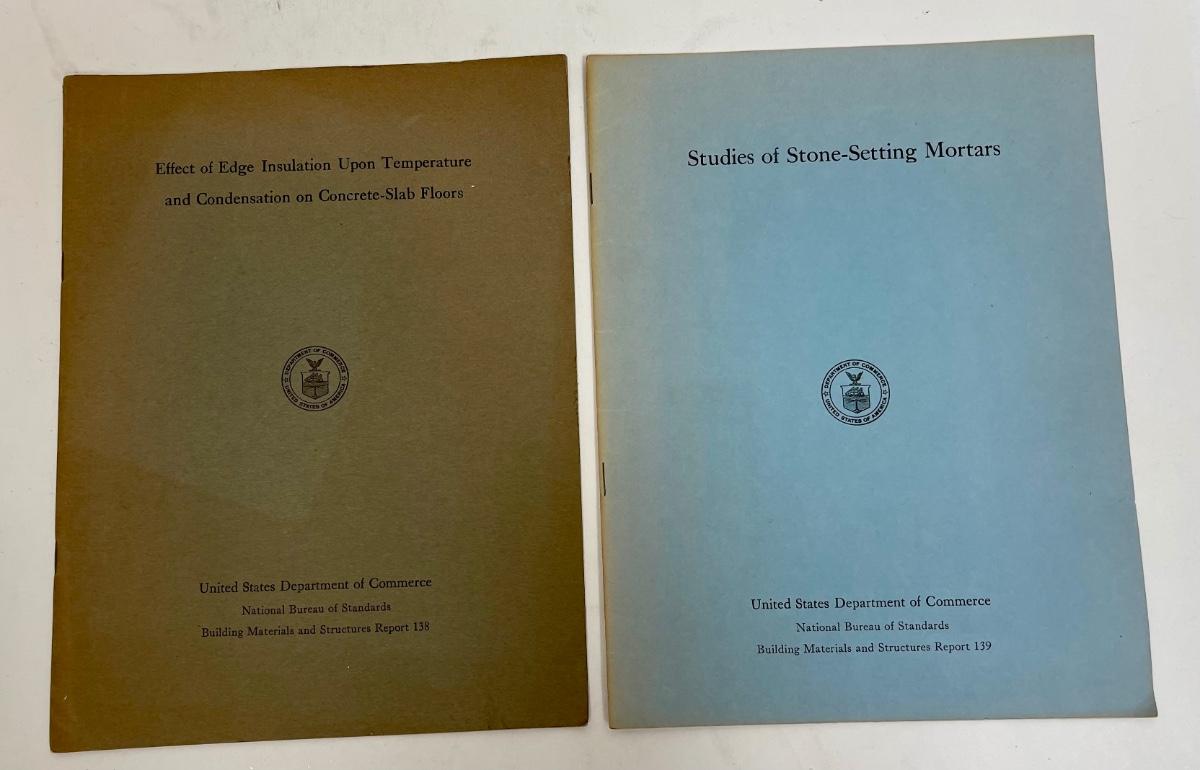 Effect of Edge Insulation Upon Temperature
and Condensation on Concrete-Slab Floors
DEPARTMENT OF COMMERCE
UNITED STATES OF AMERICA
United States Department of Commerce
National Bureau of Standards
Building Materials and Structures Report 138
Studies of Stone-Setting Mortars
DEPARTMENT OF COMMERCE
UNITED STATES OF AMERICA
United States Department of Commerce
National Bureau of Standards
Building Materials and Structures Report 139